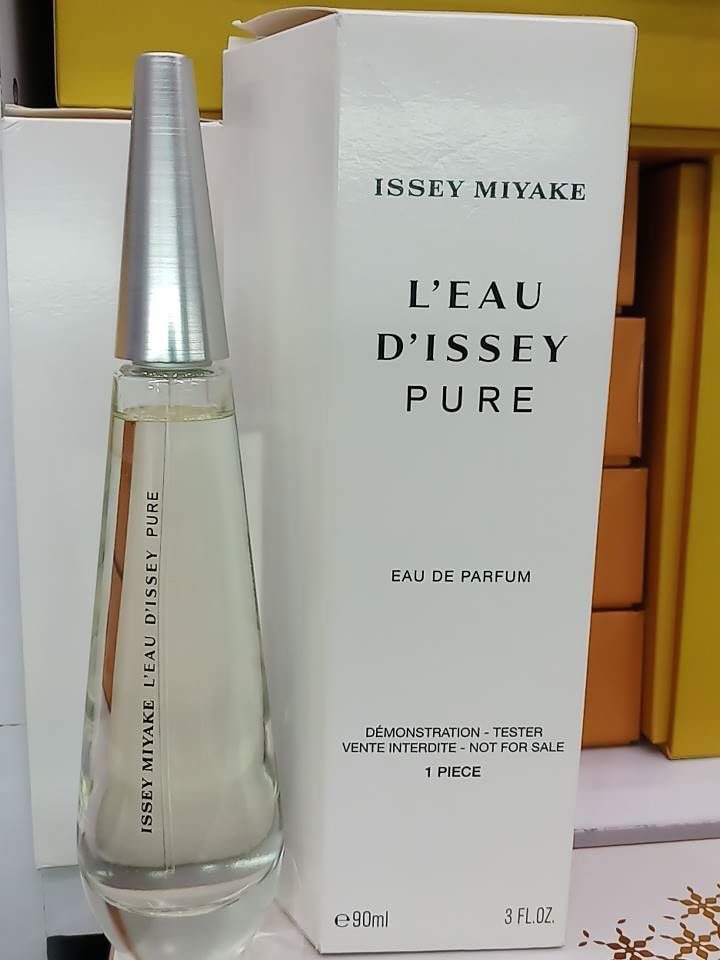 ISSEY MIYAKE
L'EAU
D'ISSEY
PURE
EAU DE PARFUM
DÉMONSTRATION - TESTER
VENTE INTERDITE - NOT FOR SALE
1 PIECE
℮90ml 3 FL.OZ.
ISSEY MIYAKE L'EAU D'ISSEY PURE